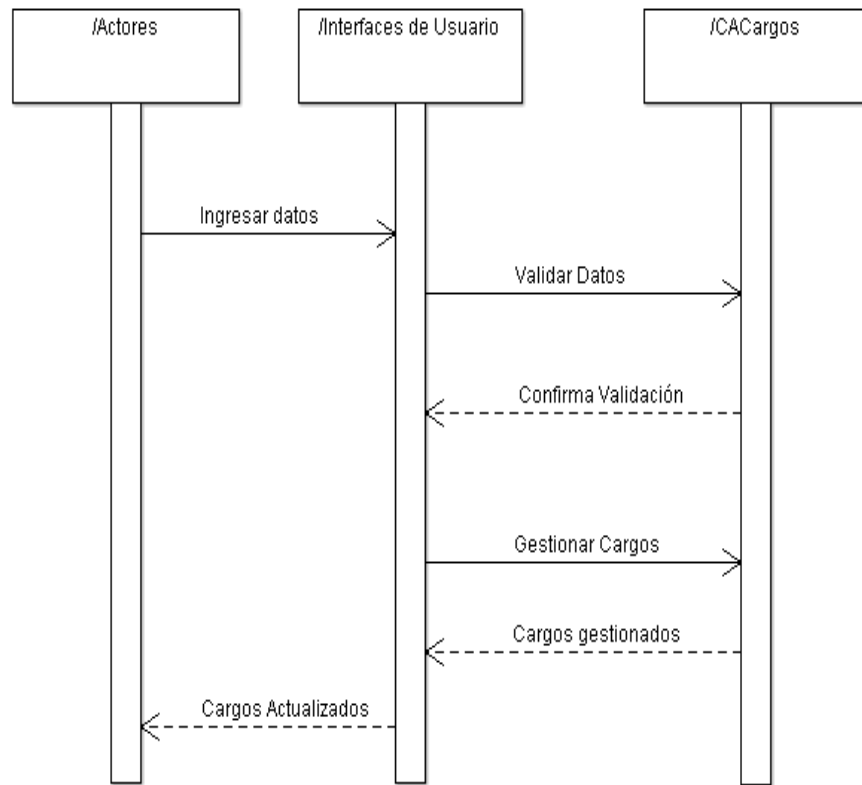 /Actores
/Interfaces de Usuario
/CACargos
Ingresar datos
Validar Datos
Confirma Validación
Gestionar Cargos
Cargos gestionados
Cargos Actualizados